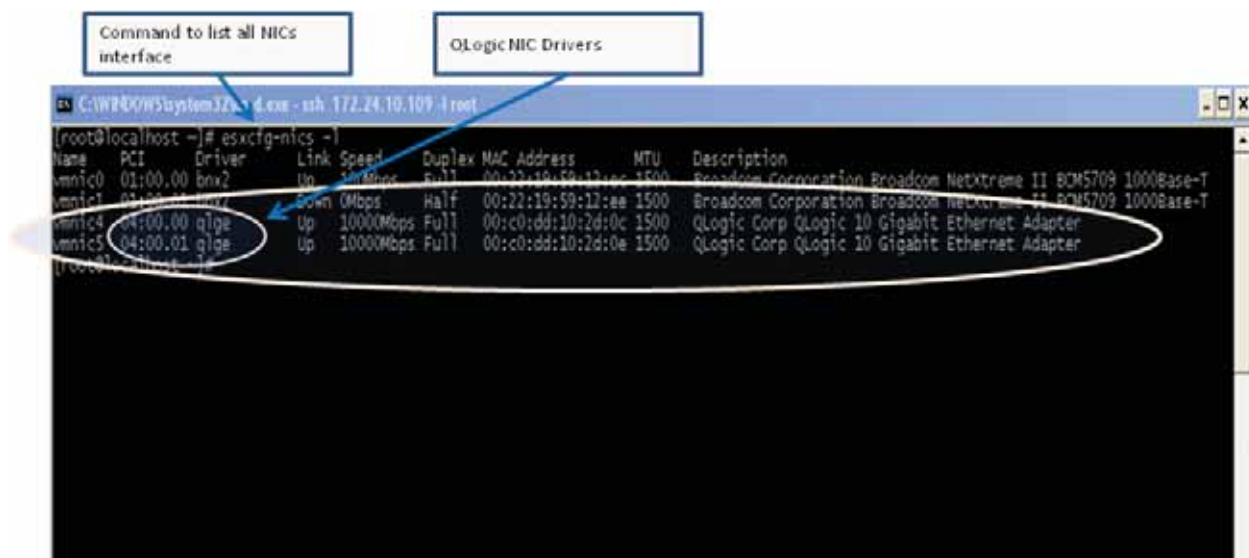 Command to list all NICs
interface
QLogic NIC Drivers
C:\WINDOWS\system32\ d.exe - ssh 172.24.10.109 -l root
[root@localhost ~]# esxcfg-nics -l
Name PCI Driver Link Speed Duplex MAC Address MTU Description
vmnic0 01:00.00 bnx2 Up Full 00:22:19:59:12:ec 1500 Broadcom Corporation Broadcom NetXtreme II BCM5709 1000Base-T
Down 0Mbps Half 00:22:19:59:12:ee 1500 Broadcom Corporation Broadcom NetXtreme II BCM5709 1000Base-T
vmnic4 04:00.00 qlge Up 10000Mbps Full 00:c0:dd:10:2d:0c 1500 QLogic Corp QLogic 10 Gigabit Ethernet Adapter
vmnic5 04:00.01 qlge Up 10000Mbps Full 00:c0:dd:10:2d:0e 1500 QLogic Corp QLogic 10 Gigabit Ethernet Adapter
[root@localhost ~]#